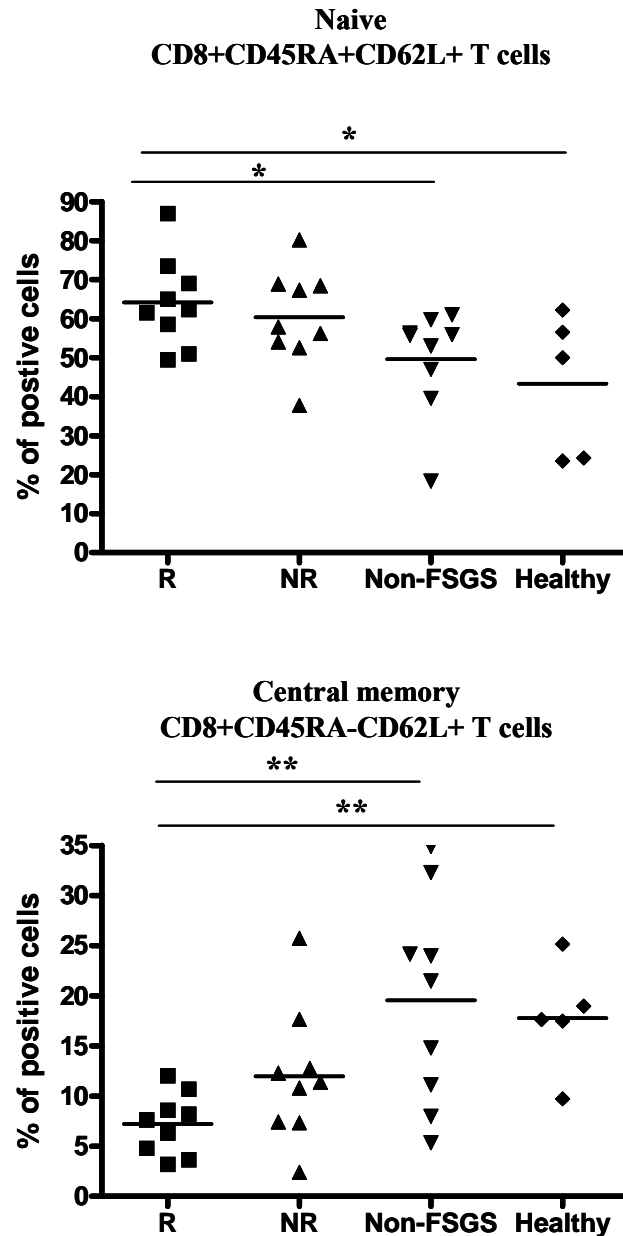 Naive
CD8+CD45RA+CD62L+ T cells
*
*
% of postive cells
90
80
70
60
50
40
30
20
10
0
R NR Non-FSGS Healthy
Central memory
CD8+CD45RA-CD62L+ T cells
**
**
% of positive cells
35
30
25
20
15
10
5
0
R NR Non-FSGS Healthy